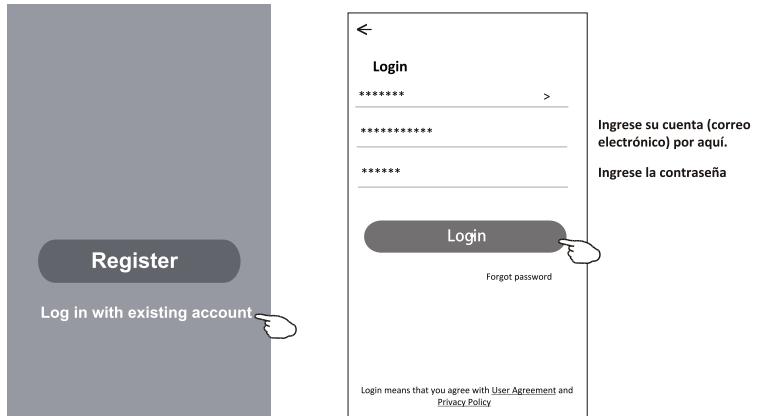 Register
Log in with existing account
Login
*******
>
***********
******
Login
Forgot password
Login means that you agree with User Agreement and
Privacy Policy
Ingrese su cuenta (correo
electrónico) por aquí.
Ingrese la contraseña